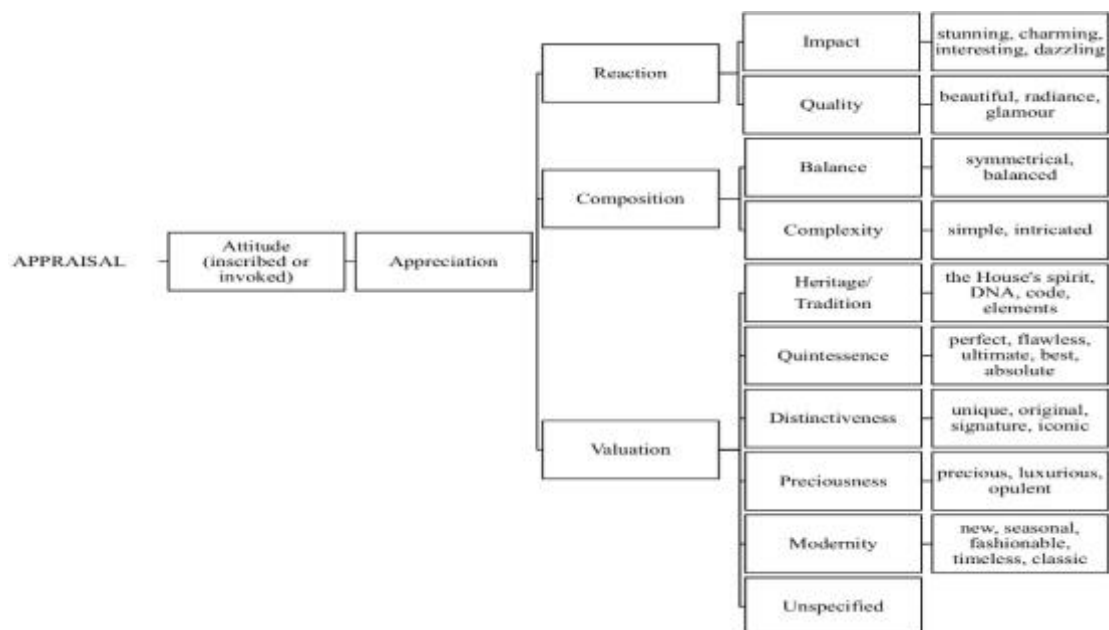 APPRAISAL
Attitude
(inscribed or
invoked)
Appreciation
Reaction
Impact
stunning, charming,
interesting, dazzling
Quality
beautiful, radiance,
glamour
Composition
Balance
symmetrical,
balanced
Complexity
simple, intricated
Valuation
Heritage/
Tradition
the House's spirit,
DNA, code,
elements
Quintessence
perfect, flawless,
ultimate, best,
absolute
Distinctiveness
unique, original,
signature, iconic
Preciousness
precious, luxurious,
opulent
Modernity
new, seasonal,
fashionable,
timeless, classic
Unspecified